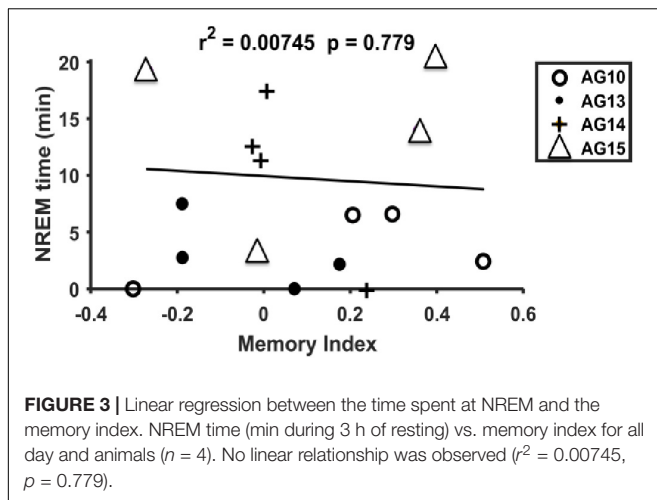 r² = 0.00745 p = 0.779
AG10
AG13
AG14
AG15
NREM time (min)
20
15
10
5
0
-0.4
-0.2
0
0.2
0.4
0.6
Memory Index
FIGURE 3 | Linear regression between the time spent at NREM and the
memory index. NREM time (min during 3 h of resting) vs. memory index for all
day and animals (n = 4). No linear relationship was observed (r² = 0.00745,
p = 0.779).